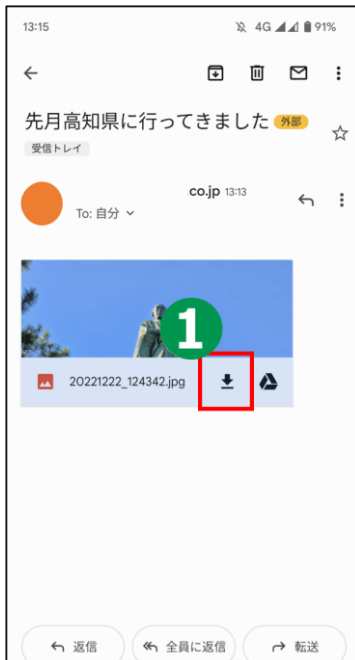 13:15 4G 91%
先月高知県に行ってきました 外部
受信トレイ
co.jp 13:13
To: 自分
1
20221222_124342.jpg
返信 全員に返信 転送